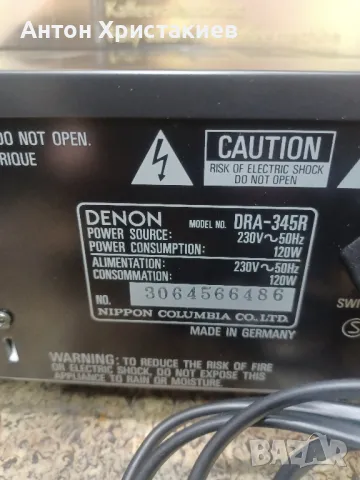 Антон Христакиев
DO NOT OPEN.
RIQUE
CAUTION
RISK OF ELECTRIC SHOCK
DO NOT OPEN
DENON MODEL NO. DRA-345R
POWER SOURCE: 230V~50Hz
POWER CONSUMPTION: 120W
ALIMENTATION: 230V~50Hz
CONSOMMATION: 120W
NO. 3064566486
NIPPON COLUMBIA CO., LTD.
MADE IN GERMANY
WARNING: TO REDUCE THE RISK OF FIRE
OR ELECTRIC SHOCK, DO NOT EXPOSE THIS
APPLIANCE TO RAIN OR MOISTURE.
BAZAR